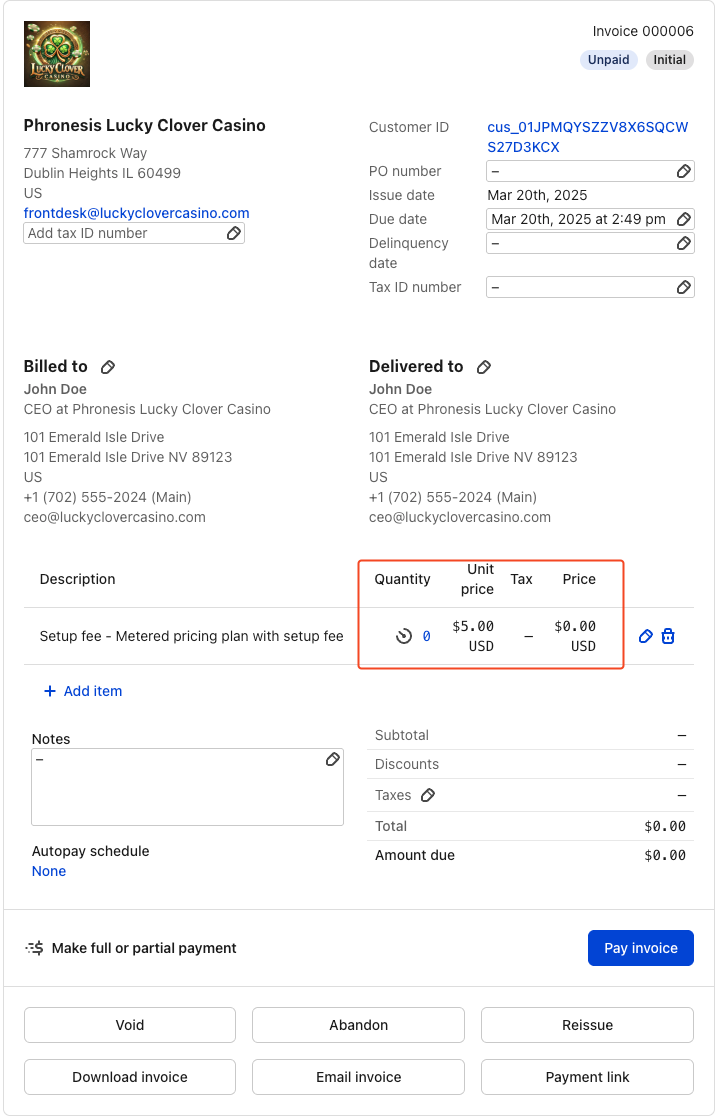 LUCKY CLOVER
CASINO
Invoice 000006
Unpaid Initial
Phronesis Lucky Clover Casino
777 Shamrock Way
Dublin Heights IL 60499
US
frontdesk@luckyclovercasino.com
Add tax ID number
Customer ID cus_01JPMQYSZZV8X6SQCW
S27D3KCX
PO number –
Issue date Mar 20th, 2025
Due date Mar 20th, 2025 at 2:49 pm
Delinquency –
date
Tax ID number –
Billed to
John Doe
CEO at Phronesis Lucky Clover Casino
101 Emerald Isle Drive
101 Emerald Isle Drive NV 89123
US
+1 (702) 555-2024 (Main)
ceo@luckyclovercasino.com
Delivered to
John Doe
CEO at Phronesis Lucky Clover Casino
101 Emerald Isle Drive
101 Emerald Isle Drive NV 89123
US
+1 (702) 555-2024 (Main)
ceo@luckyclovercasino.com
Description Quantity Unit price Tax Price
Setup fee - Metered pricing plan with setup fee 0 $5.00 USD – $0.00 USD
+ Add item
Notes
–
Autopay schedule
None
Subtotal –
Discounts –
Taxes –
Total $0.00
Amount due $0.00
Make full or partial payment Pay invoice
Void Abandon Reissue
Download invoice Email invoice Payment link